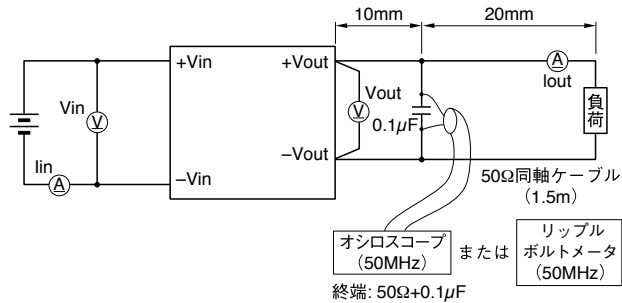 10mm
20mm
+Vin
+Vout
A
Iout
Vin
V
Vout
V
0.1µF
負荷
Iin
A
–Vin
–Vout
50Ω同軸ケーブル
(1.5m)
オシロスコープ
(50MHz)
または
リップル
ボルトメータ
(50MHz)
終端: 50Ω+0.1µF